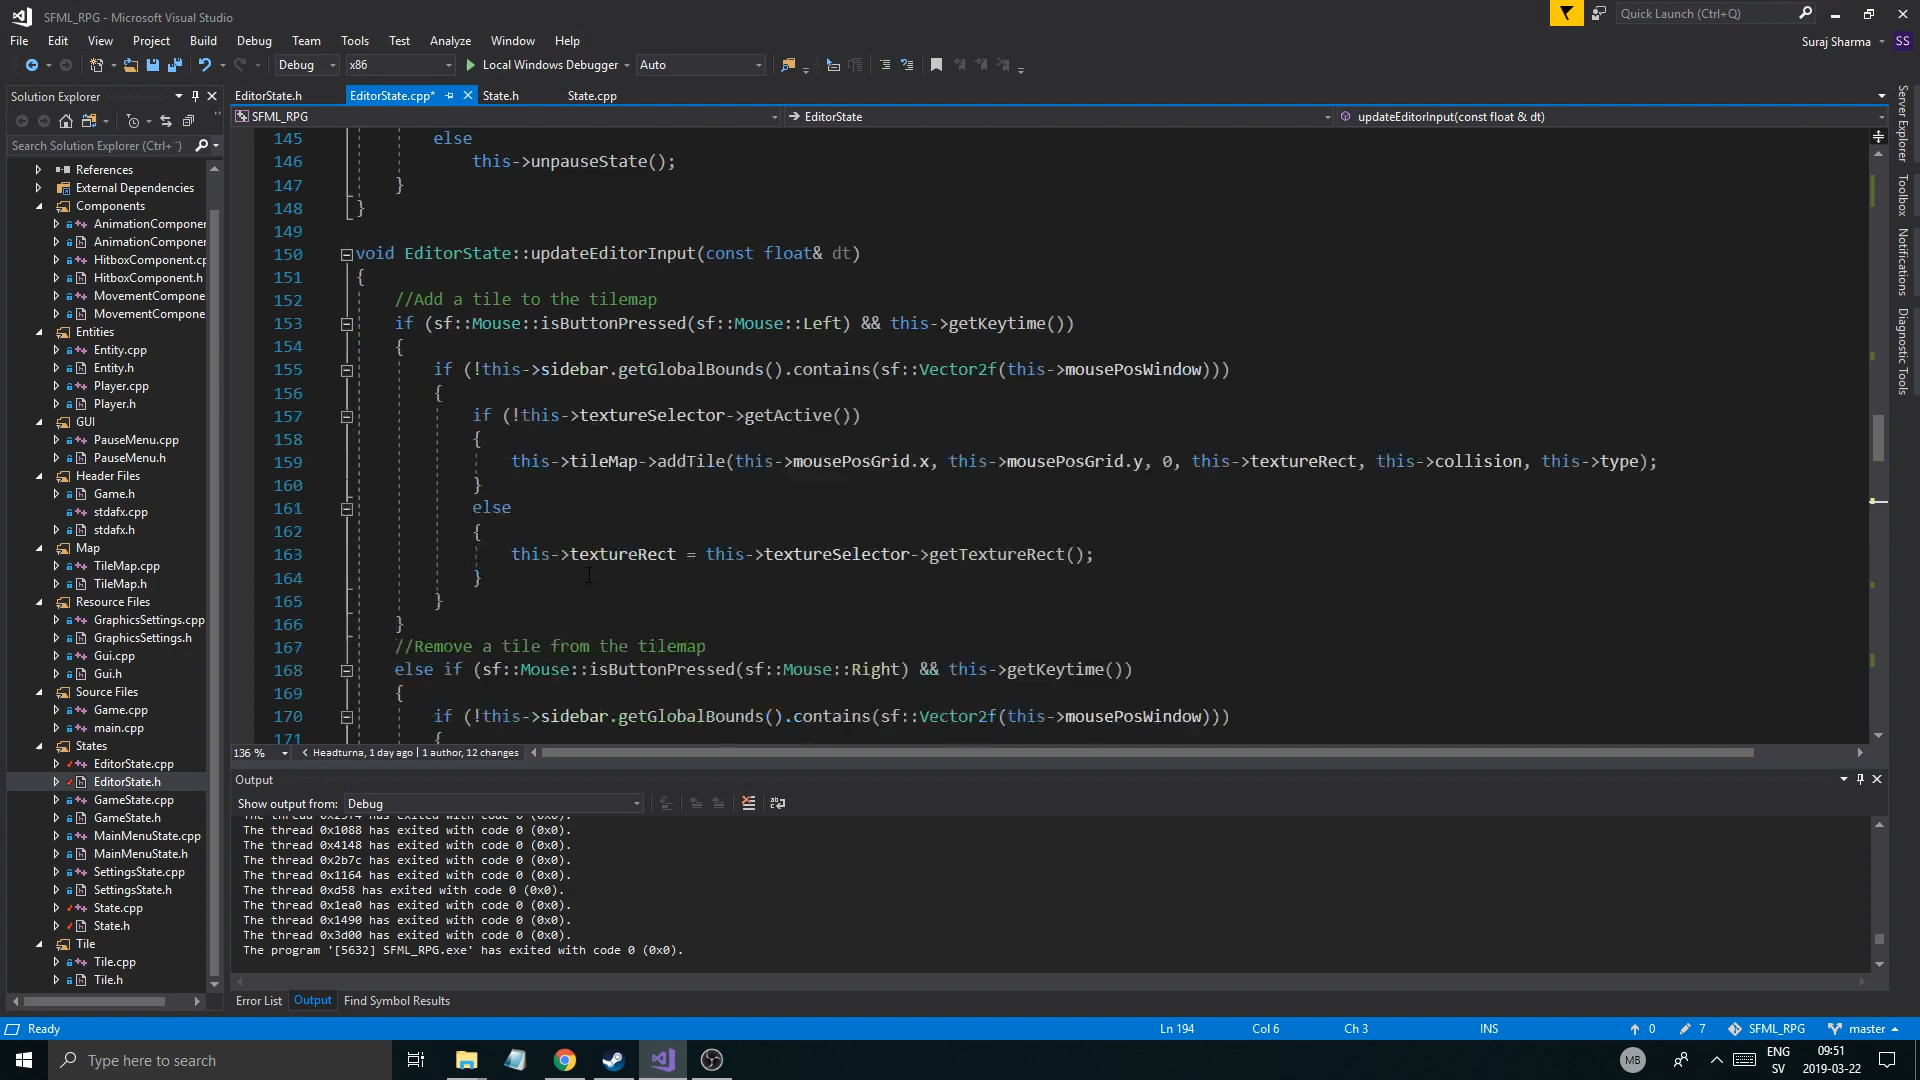 SFML_RPG - Microsoft Visual Studio
Quick Launch (Ctrl+Q)
File Edit View Project Build Debug Team Tools Test Analyze Window Help
Suraj Sharma SS
Debug x86 Local Windows Debugger Auto
Solution Explorer
Search Solution Explorer (Ctrl+¨)
References
External Dependencies
Components
AnimationComponen
AnimationComponen
HitboxComponent.cp
HitboxComponent.h
MovementCompone
MovementCompone
Entities
Entity.cpp
Entity.h
Player.cpp
Player.h
GUI
PauseMenu.cpp
PauseMenu.h
Header Files
Game.h
stdafx.cpp
stdafx.h
Map
TileMap.cpp
TileMap.h
Resource Files
GraphicsSettings.cpp
GraphicsSettings.h
Gui.cpp
Gui.h
Source Files
Game.cpp
main.cpp
States
EditorState.cpp
EditorState.h
GameState.cpp
GameState.h
MainMenuState.cpp
MainMenuState.h
SettingsState.cpp
SettingsState.h
State.cpp
State.h
Tile
Tile.cpp
Tile.h
EditorState.h EditorState.cpp* State.h State.cpp
SFML_RPG EditorState updateEditorInput(const float & dt)
145 else
146 this->unpauseState();
147 }
148 }
149
150 void EditorState::updateEditorInput(const float& dt)
151 {
152 //Add a tile to the tilemap
153 if (sf::Mouse::isButtonPressed(sf::Mouse::Left) && this->getKeytime())
154 {
155 if (!this->sidebar.getGlobalBounds().contains(sf::Vector2f(this->mousePosWindow)))
156 {
157 if (!this->textureSelector->getActive())
158 {
159 this->tileMap->addTile(this->mousePosGrid.x, this->mousePosGrid.y, 0, this->textureRect, this->collision, this->type);
160 }
161 else
162 {
163 this->textureRect = this->textureSelector->getTextureRect();
164 }
165 }
166 }
167 //Remove a tile from the tilemap
168 else if (sf::Mouse::isButtonPressed(sf::Mouse::Right) && this->getKeytime())
169 {
170 if (!this->sidebar.getGlobalBounds().contains(sf::Vector2f(this->mousePosWindow)))
171 {
136 % Headturna, 1 day ago | 1 author, 12 changes
Output
Show output from: Debug
The thread 0x1088 has exited with code 0 (0x0).
The thread 0x4148 has exited with code 0 (0x0).
The thread 0x2b7c has exited with code 0 (0x0).
The thread 0x1164 has exited with code 0 (0x0).
The thread 0xd58 has exited with code 0 (0x0).
The thread 0x1ea0 has exited with code 0 (0x0).
The thread 0x1490 has exited with code 0 (0x0).
The thread 0x3d00 has exited with code 0 (0x0).
The program '[5632] SFML_RPG.exe' has exited with code 0 (0x0).
Error List Output Find Symbol Results
Server Explorer
Toolbox
Notifications
Diagnostic Tools
Ready Ln 194 Col 6 Ch 3 INS 0 7 SFML_RPG master
Type here to search
MB
ENG
SV
09:51
2019-03-22